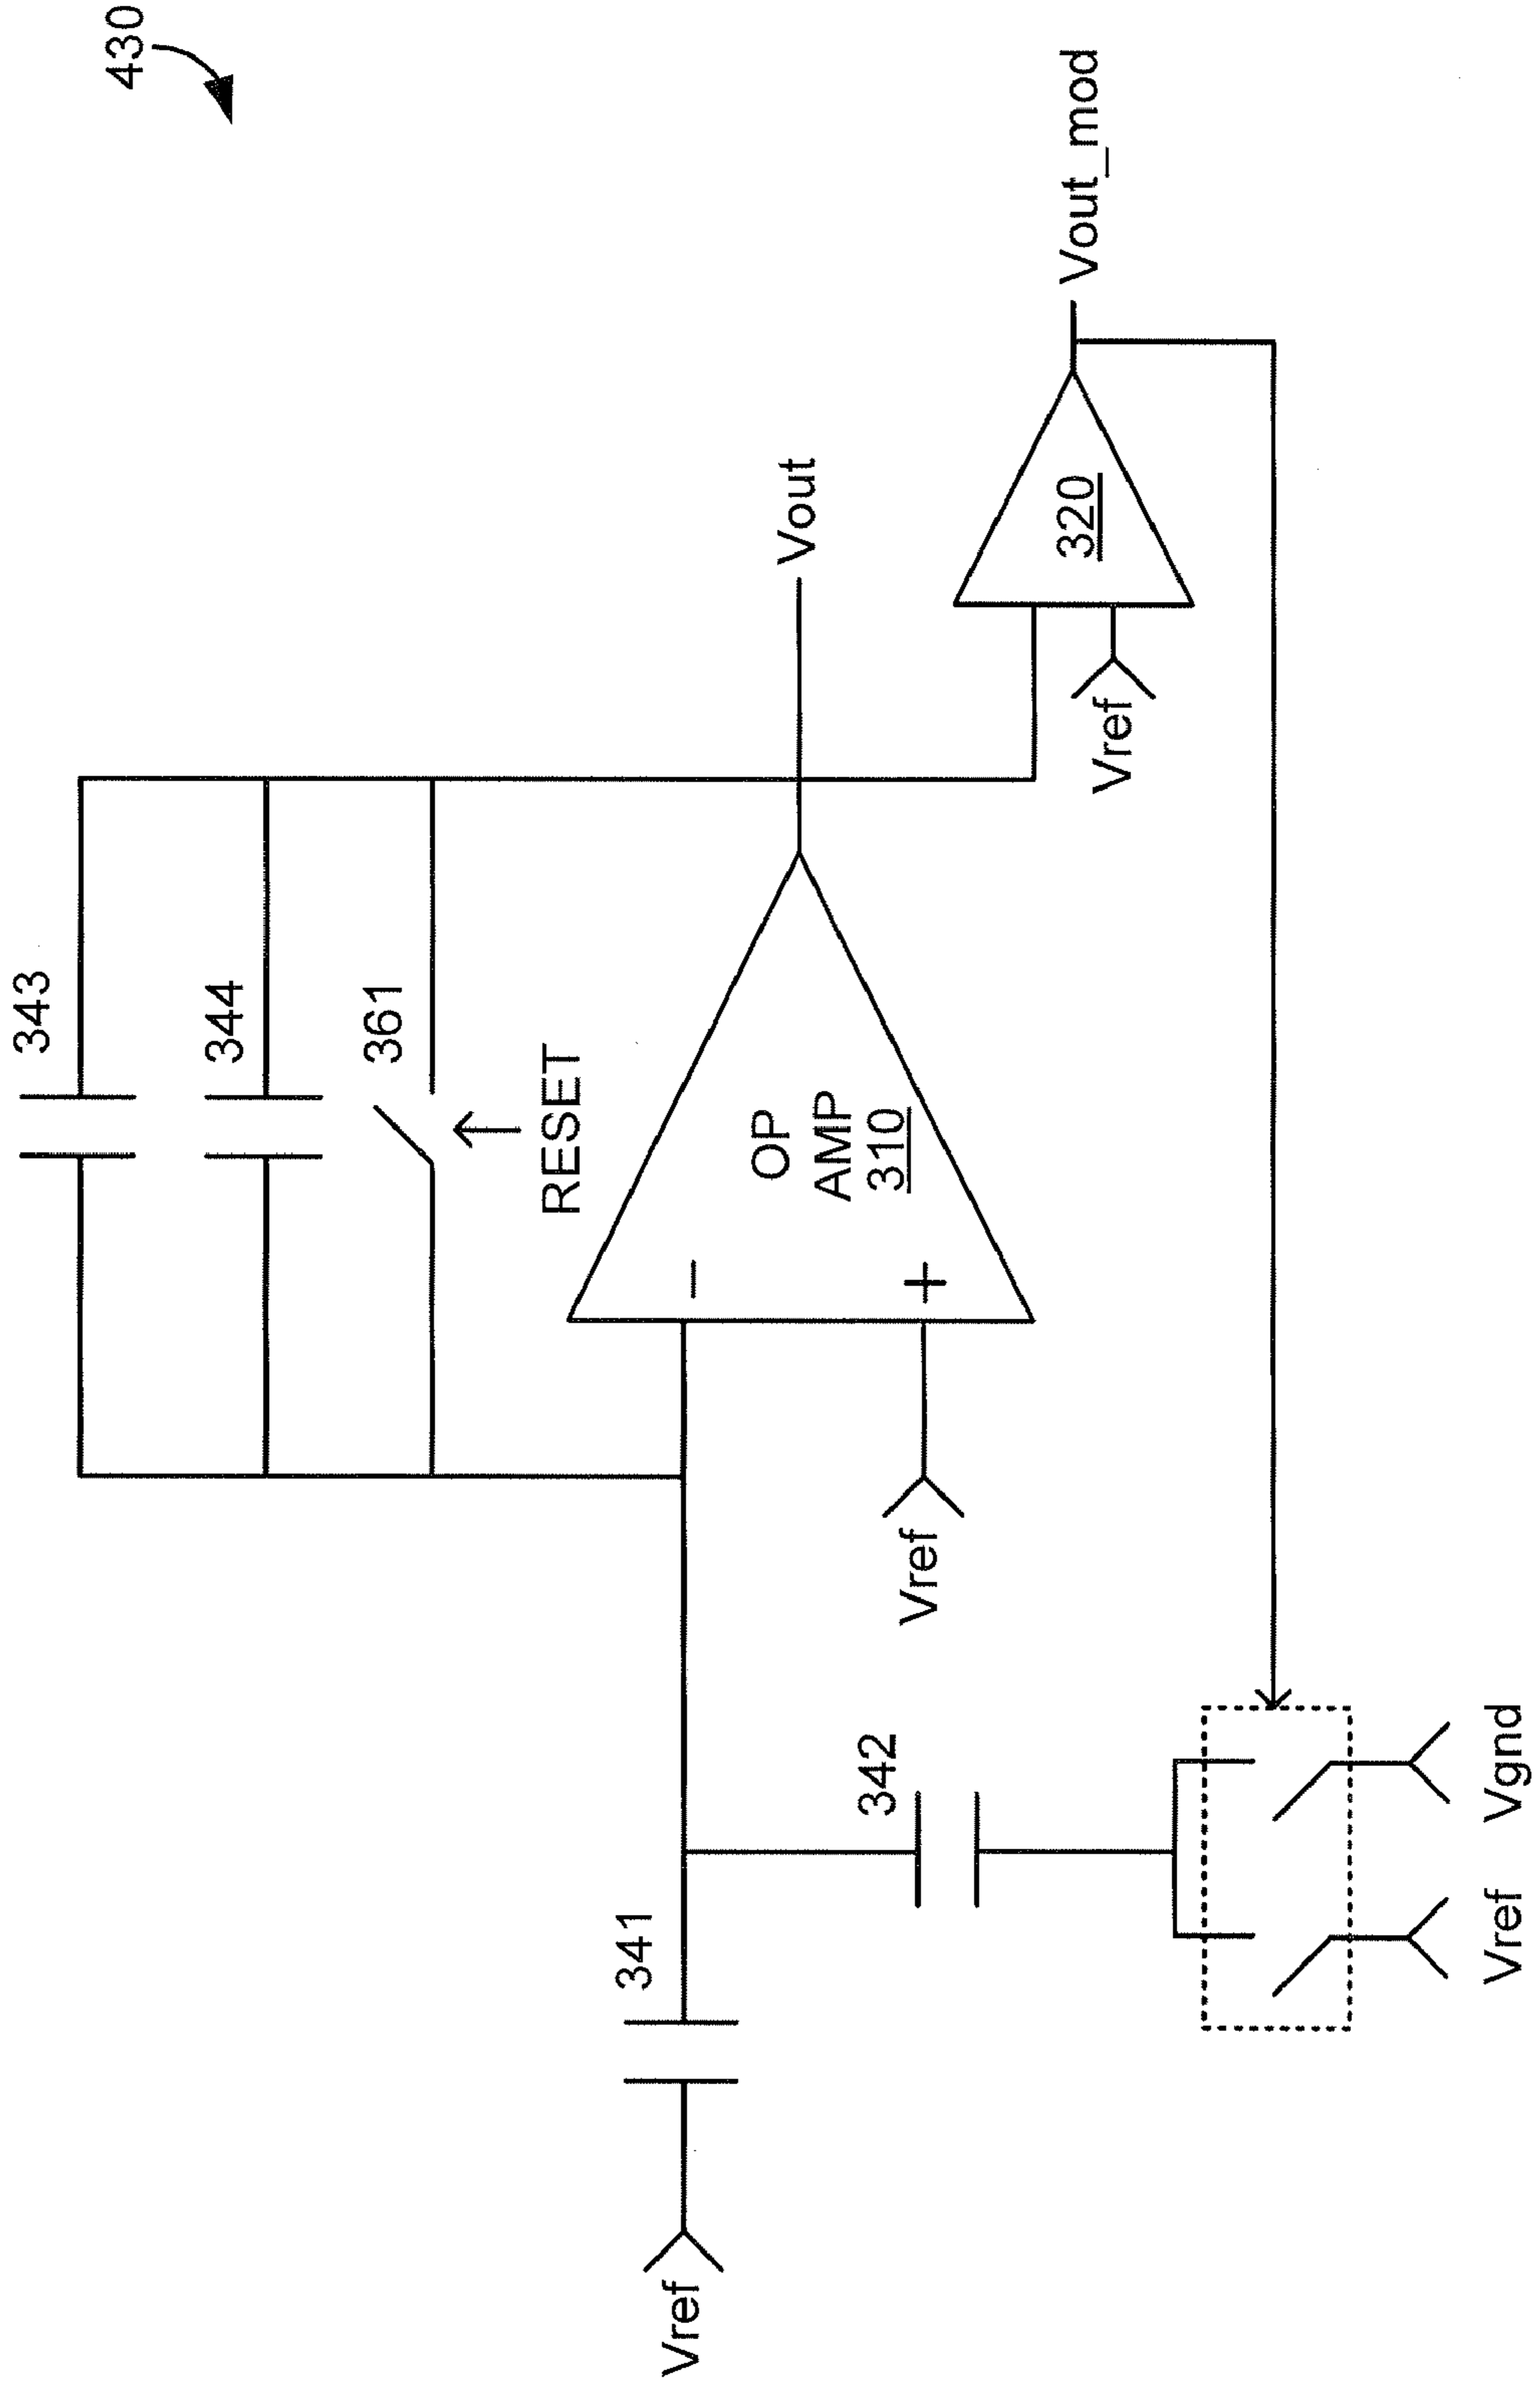 430
343
344
361
RESET
Vout
OP
AMP
310
Vout_mod
320
Vref
Vref
341
342
Vref
Vref
Vgnd